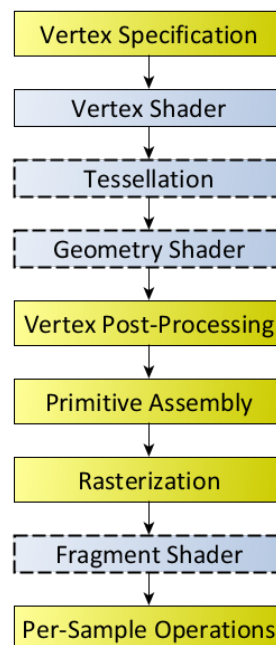 Vertex Specification
Vertex Shader
Tessellation
Geometry Shader
Vertex Post-Processing
Primitive Assembly
Rasterization
Fragment Shader
Per-Sample Operations